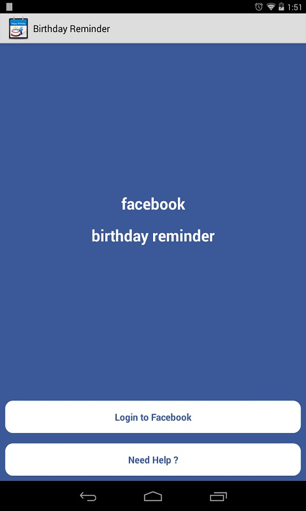 1:51
Birthday Reminder
facebook
birthday reminder
Login to Facebook
Need Help ?